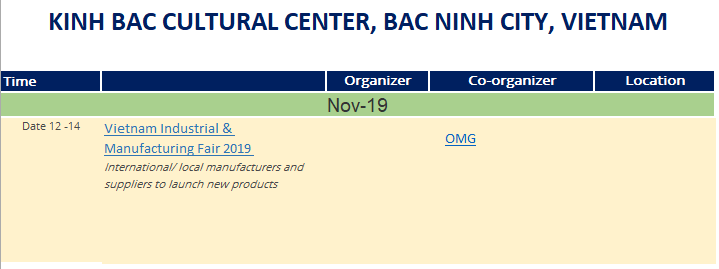 KINH BAC CULTURAL CENTER, BAC NINH CITY, VIETNAM
Time Organizer Co-organizer Location
Nov-19
Date 12 -14 Vietnam Industrial &
Manufacturing Fair 2019 OMG
International/ local manufacturers and
suppliers to launch new products